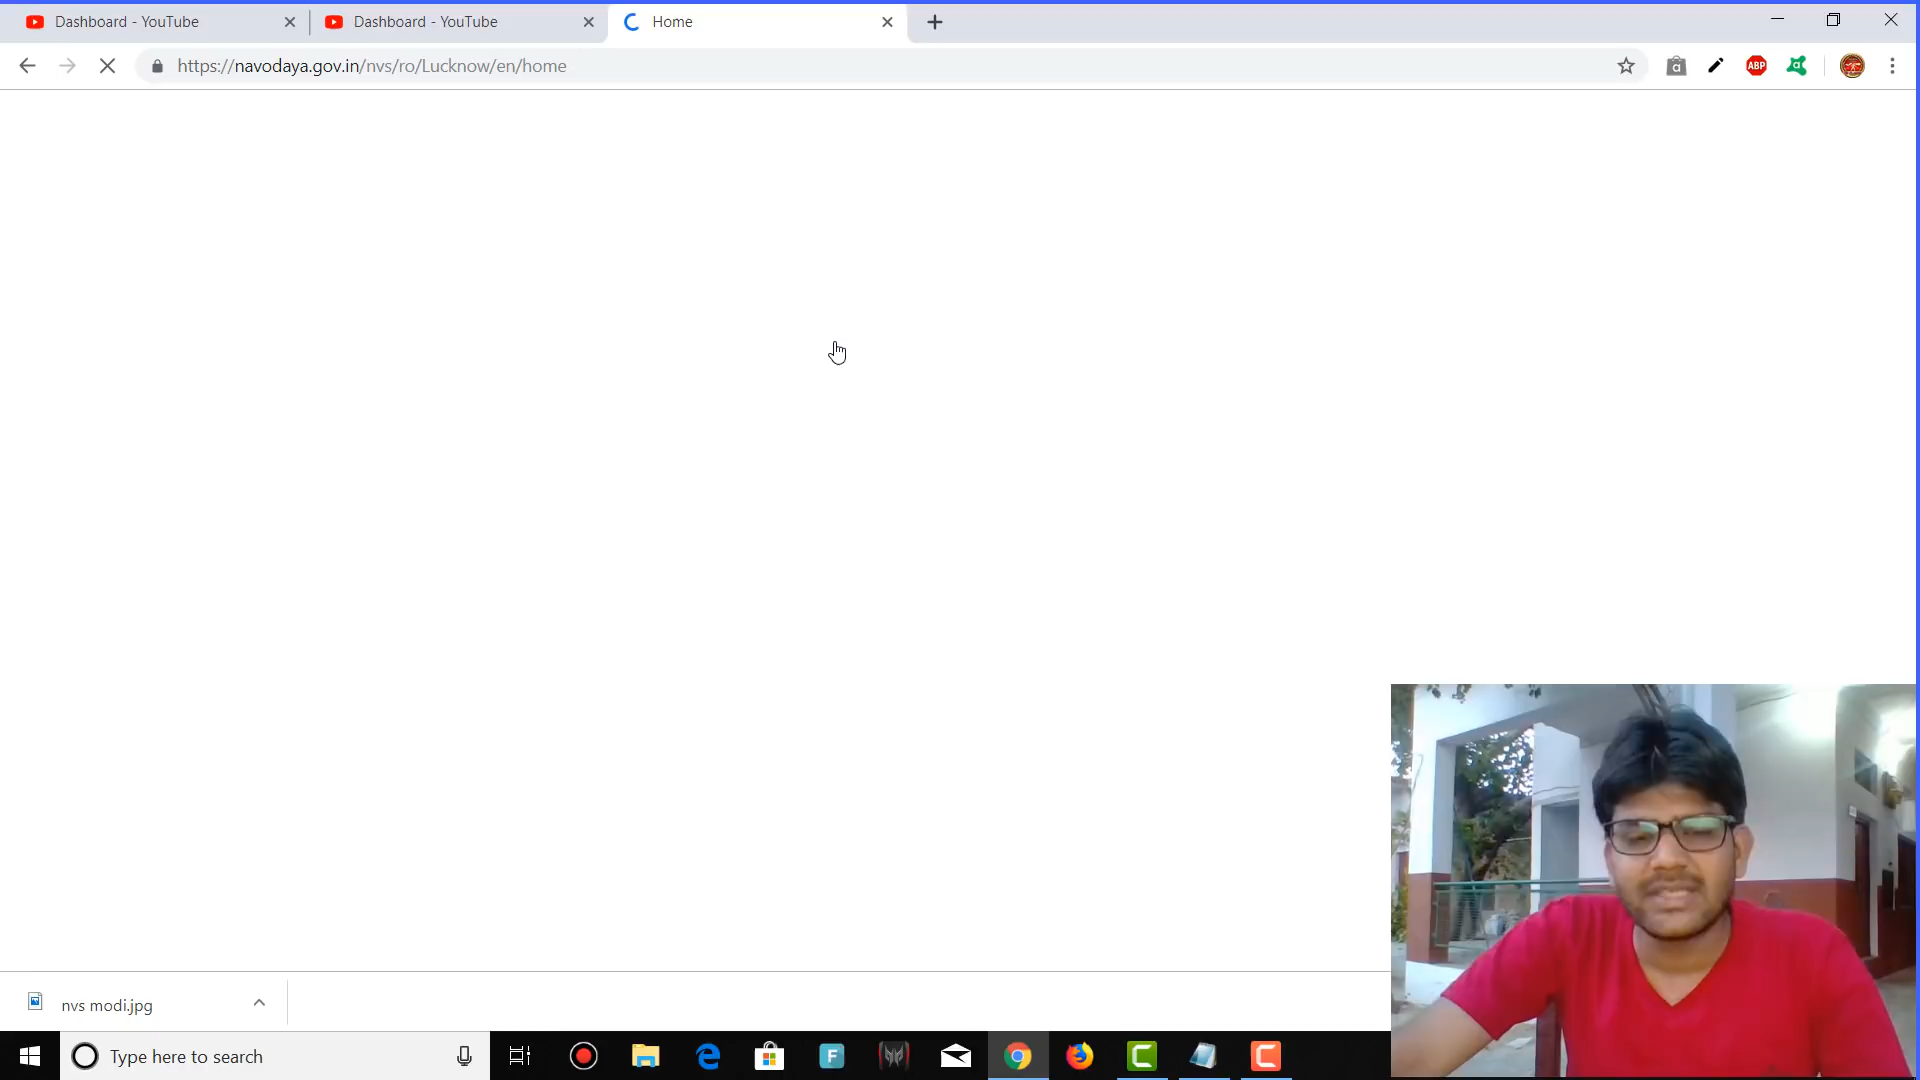 Dashboard - YouTube
Dashboard - YouTube
Home
https://navodaya.gov.in/nvs/ro/Lucknow/en/home
a
ABP
a
nvs modi.jpg
Type here to search
F